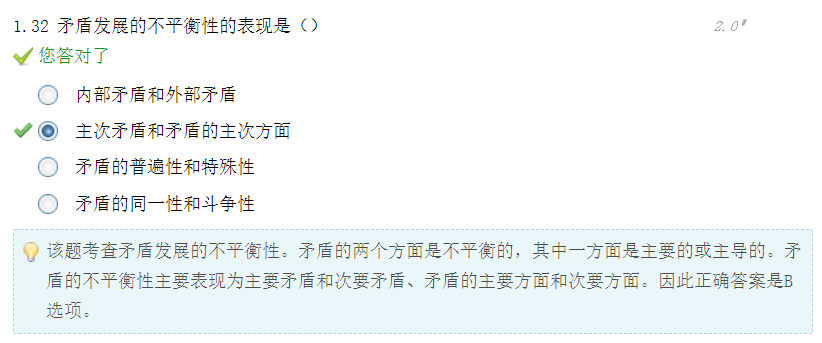 1.32 矛盾发展的不平衡性的表现是（） 2.0'
您答对了
内部矛盾和外部矛盾
主次矛盾和矛盾的主次方面
矛盾的普遍性和特殊性
矛盾的同一性和斗争性
该题考查矛盾发展的不平衡性。矛盾的两个方面是不平衡的，其中一方面是主要的或主导的。矛
盾的不平衡性主要表现为主要矛盾和次要矛盾、矛盾的主要方面和次要方面。因此正确答案是B
选项。